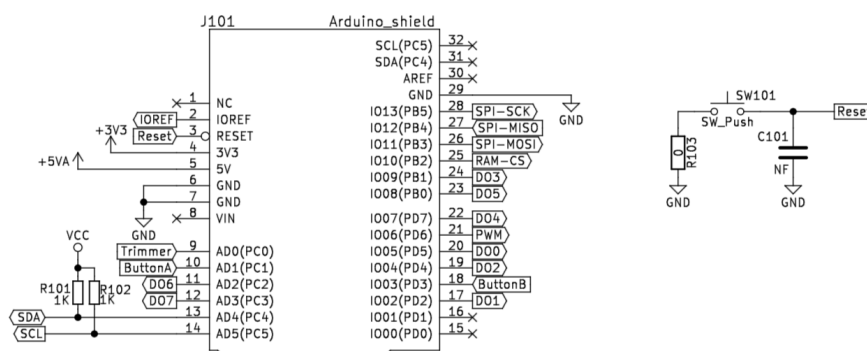 J101
Arduino_shield
1 NC
IOREF 2 IOREF
+3V3 Reset 3 RESET
4 3V3
+5VA 5 5V
6 GND
7 GND
8 VIN
GND
VCC
Trimmer 9 AD0(PC0)
ButtonA 10 AD1(PC1)
DO6 11 AD2(PC2)
DO7 12 AD3(PC3)
SDA 13 AD4(PC4)
SCL 14 AD5(PC5)
R101
1K
R102
1K
SCL(PC5) 32
SDA(PC4) 31
AREF 30
GND 29
GND
IO13(PB5) 28 SPI-SCK
IO12(PB4) 27 SPI-MISO
IO11(PB3) 26 SPI-MOSI
IO10(PB2) 25 RAM-CS
IO09(PB1) 24 DO3
IO08(PB0) 23 DO5
IO07(PD7) 22 DO4
IO06(PD6) 21 PWM
IO05(PD5) 20 DO0
IO04(PD4) 19 DO2
IO03(PD3) 18 ButtonB
IO02(PD2) 17 DO1
IO01(PD1) 16
IO00(PD0) 15
SW101
SW_Push
Reset
0
R103
C101
NF
GND
GND